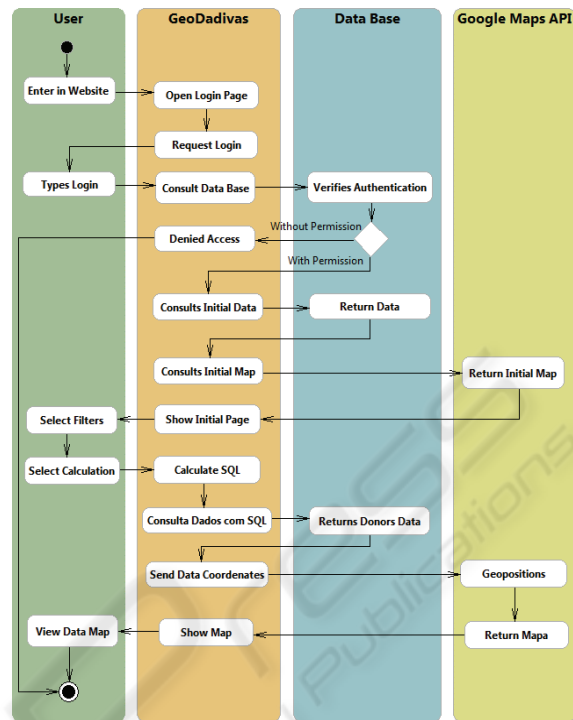 User
GeoDadivas
Data Base
Google Maps API
Enter in Website
Open Login Page
Request Login
Types Login
Consult Data Base
Verifies Authentication
Without Permission
Denied Access
With Permission
Consults Initial Data
Return Data
Consults Initial Map
Return Initial Map
Select Filters
Show Initial Page
Select Calculation
Calculate SQL
Consulta Dados com SQL
Returns Donors Data
Send Data Coordenates
Geopositions
View Data Map
Show Map
Return Mapa
Press
Publications